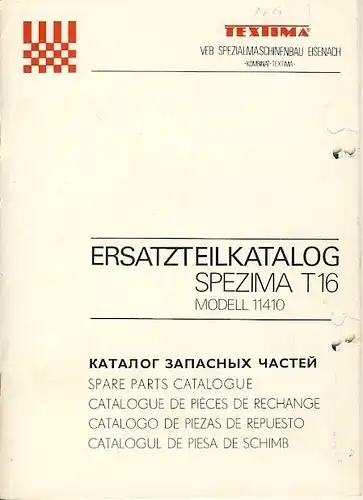 TEXTIMA
VEB SPEZIALMASCHINENBAU EISENACH
-KOMBINAT-TEXTIMA-
ERSATZTEILKATALOG
SPEZIMA T16
MODELL 11410
КАТАЛОГ ЗАПАСНЫХ ЧАСТЕЙ
SPARE PARTS CATALOGUE
CATALOGUE DE PIÈCES DE RECHANGE
CATALOGO DE PIEZAS DE REPUESTO
CATALOGUL DE PIESA DE SCHIMB